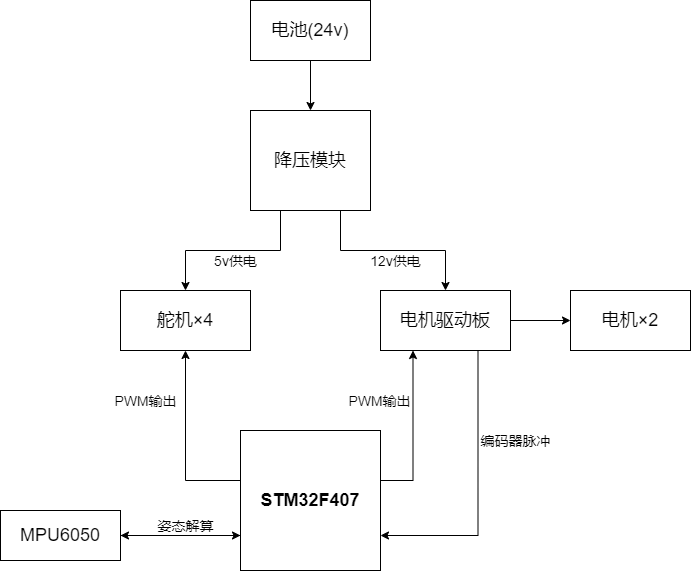 电池(24v)
降压模块
5v供电
12v供电
舵机×4
电机驱动板
电机×2
PWM输出
PWM输出
编码器脉冲
STM32F407
MPU6050
姿态解算